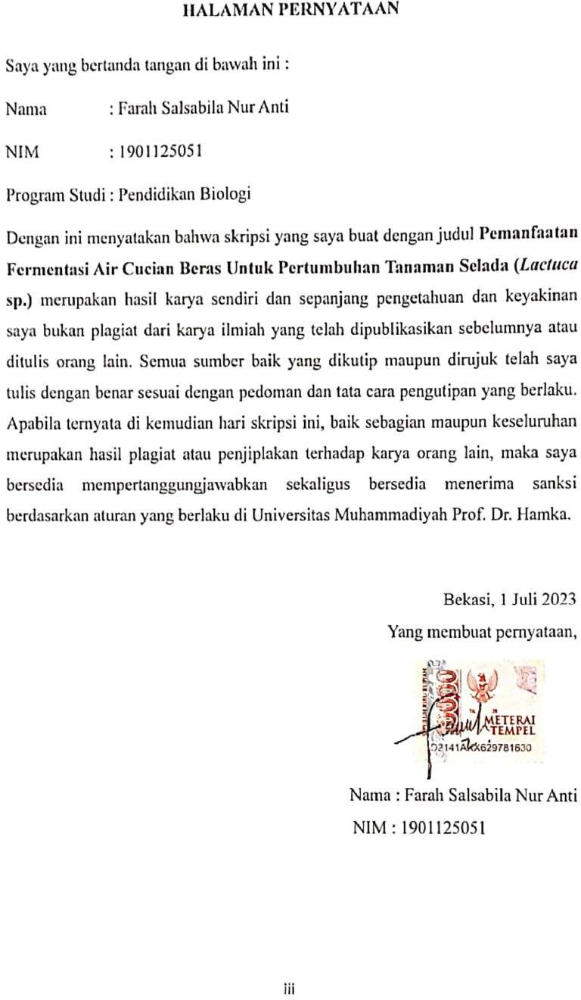 HALAMAN PERNYATAAN
Saya yang bertanda tangan di bawah ini :
Nama : Farah Salsabila Nur Anti
NIM : 1901125051
Program Studi : Pendidikan Biologi
Dengan ini menyatakan bahwa skripsi yang saya buat dengan judul Pemanfaatan
Fermentasi Air Cucian Beras Untuk Pertumbuhan Tanaman Selada (Lactuca
sp.) merupakan hasil karya sendiri dan sepanjang pengetahuan dan keyakinan
saya bukan plagiat dari karya ilmiah yang telah dipublikasikan sebelumnya atau
ditulis orang lain. Semua sumber baik yang dikutip maupun dirujuk telah saya
tulis dengan benar sesuai dengan pedoman dan tata cara pengutipan yang berlaku.
Apabila ternyata di kemudian hari skripsi ini, baik sebagian maupun keseluruhan
merupakan hasil plagiat atau penjiplakan terhadap karya orang lain, maka saya
bersedia mempertanggungjawabkan sekaligus bersedia menerima sanksi
berdasarkan aturan yang berlaku di Universitas Muhammadiyah Prof. Dr. Hamka.
Bekasi, 1 Juli 2023
Yang membuat pernyataan,
METERAI
TEMPEL
Nama : Farah Salsabila Nur Anti
NIM : 1901125051
iii